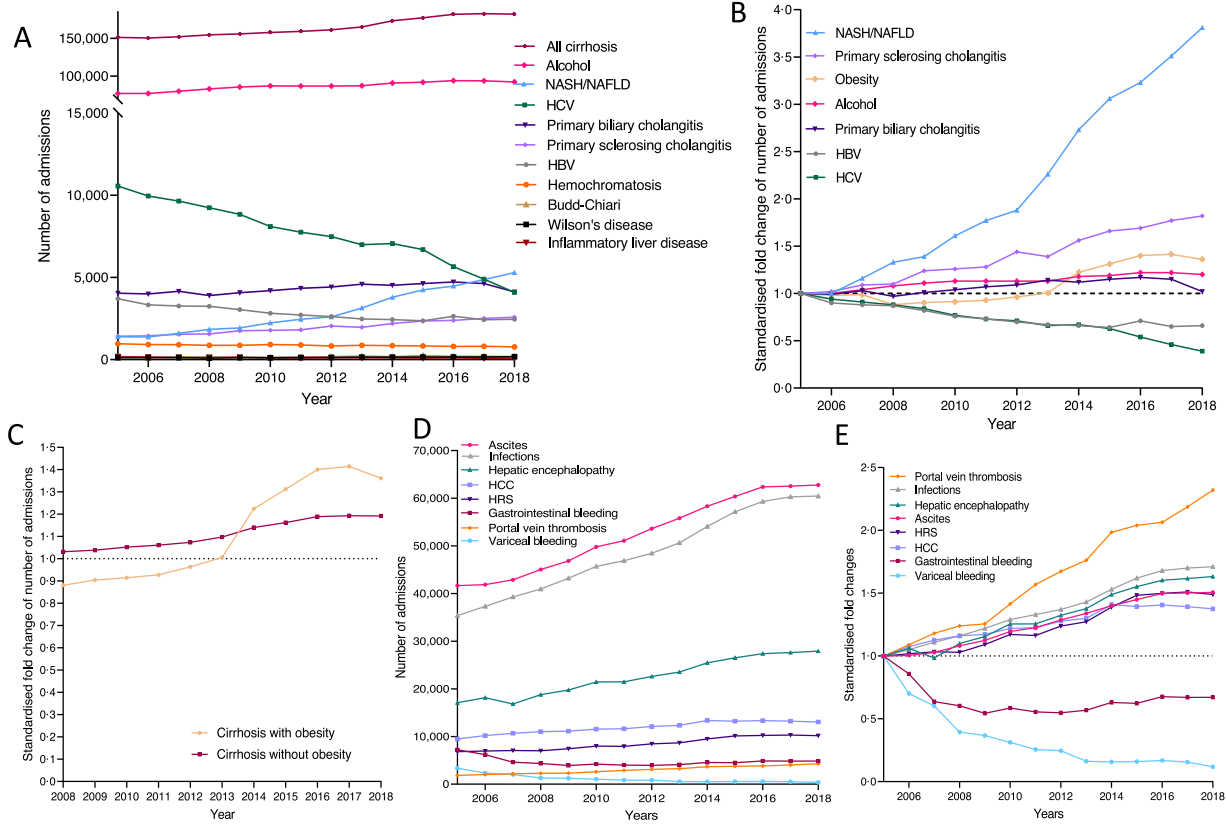 A
Number of admissions
150,000
100,000
15,000
10,000
5,000
0
2006
2008
2010
2012
2014
2016
2018
Year
All cirrhosis
Alcohol
NASH/NAFLD
HCV
Primary biliary cholangitis
Primary sclerosing cholangitis
HBV
Hemochromatosis
Budd-Chiari
Wilson's disease
Inflammatory liver disease
B
Stamdardised fold change of number of admissions
4·0
3·5
3·0
2·5
2·0
1·5
1·0
0·5
0·0
2006
2008
2010
2012
2014
2016
2018
Year
NASH/NAFLD
Primary sclerosing cholangitis
Obesity
Alcohol
Primary biliary cholangitis
HBV
HCV
C
Standardised fold change of number of admissions
1·5
1·4
1·3
1·2
1·1
1·0
0·9
0·8
0·7
0·6
0·5
0·4
0·3
0·2
0·1
0·0
2008
2009
2010
2011
2012
2013
2014
2015
2016
2017
2018
Year
Cirrhosis with obesity
Cirrhosis without obesity
D
Number of admissions
70,000
60,000
50,000
40,000
30,000
20,000
10,000
0
2006
2008
2010
2012
2014
2016
2018
Years
Ascites
Infections
Hepatic encephalopathy
HCC
HRS
Gastrointestinal bleeding
Portal vein thrombosis
Variceal bleeding
E
Stamdardised fold changes
2·5
2·0
1·5
1·0
0·5
0·0
2006
2008
2010
2012
2014
2016
2018
Years
Portal vein thrombosis
Infections
Hepatic encephalopathy
Ascites
HRS
HCC
Gastrointestinal bleeding
Variceal bleeding